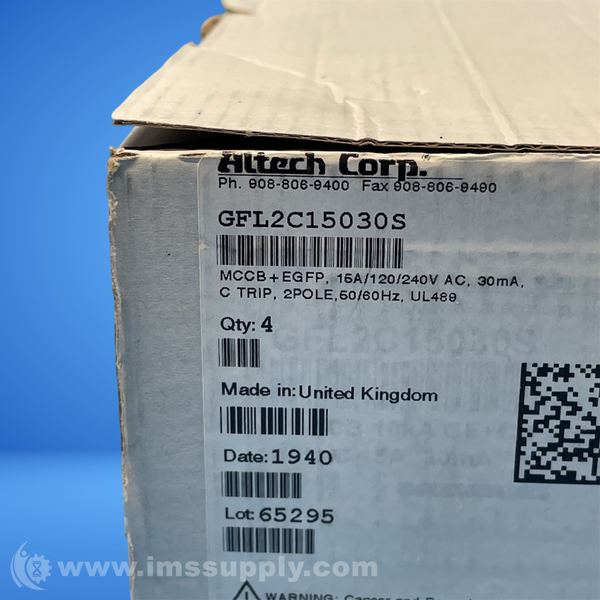 Altech Corp.
Ph. 908-806-9400 Fax 908-806-9490
GFL2C15030S
MCCB+EGFP, 15A/120/240V AC, 30mA,
C TRIP, 2POLE,50/60Hz, UL489
Qty: 4
GFL2C15030S
Made in: United Kingdom
Date: 1940
Lot: 65295
www.imssupply.com
WARNING: Cancer and